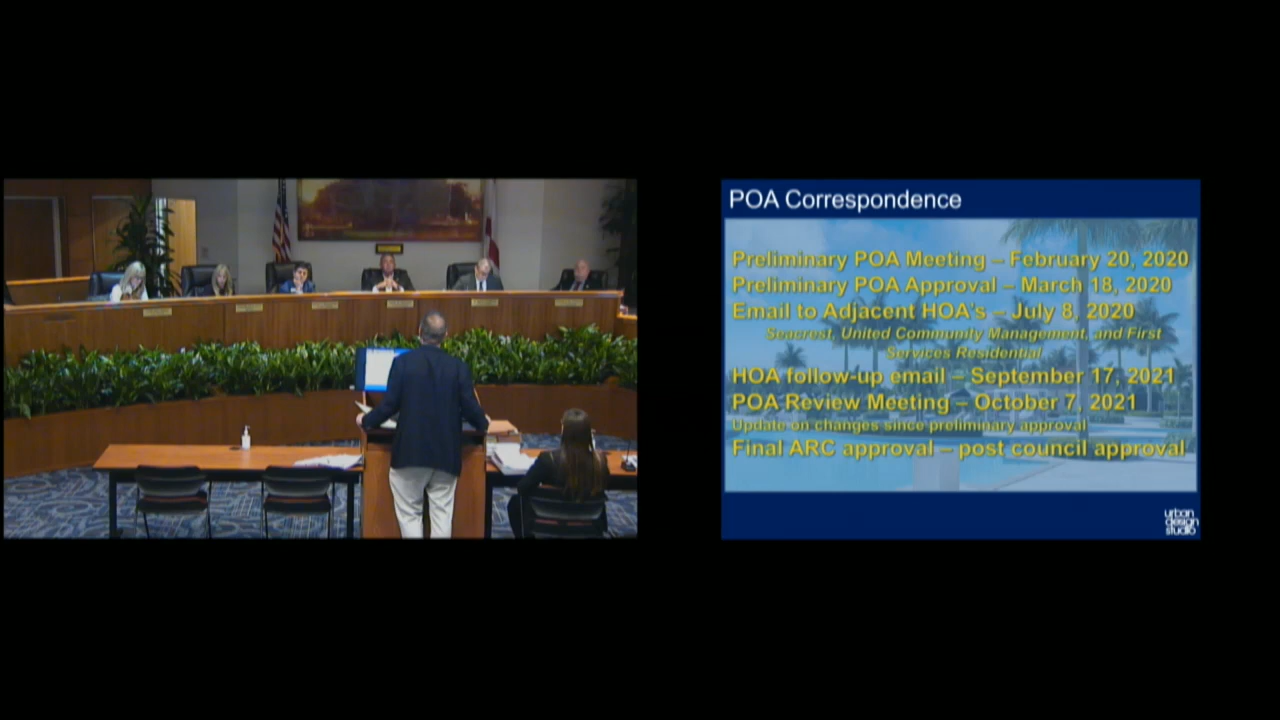 POA Correspondence
Preliminary POA Meeting – February 20, 2020
Preliminary POA Approval – March 18, 2020
Email to Adjacent HOA's – July 8, 2020
Seacrest, United Community Management, and First
Services Residential
HOA follow-up email – September 17, 2021
POA Review Meeting – October 7, 2021
Update on changes since preliminary approval
Final ARC approval – post council approval
urban
design
studio